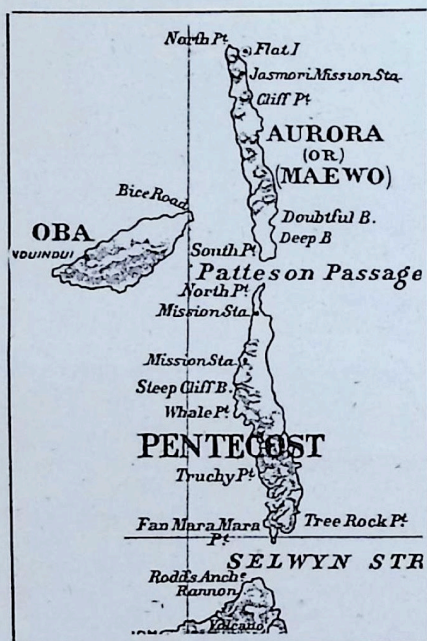 North Pt.
Flat I
Jasmori Mission Sta.
Cliff Pt.
AURORA
(OR)
(MAEWO)
Bice Road
Doubtful B.
OBA
Deep B
NDUINDUI
South Pt.
Patteson Passage
North Pt.
Mission Sta.
Mission Sta.
Steep Cliff B.
Whale Pt.
PENTECOST
Truchy Pt.
Fan Mara Mara
Pt.
Tree Rock Pt.
SELWYN STR
Rodd's Anch.
Rannon
Volcano